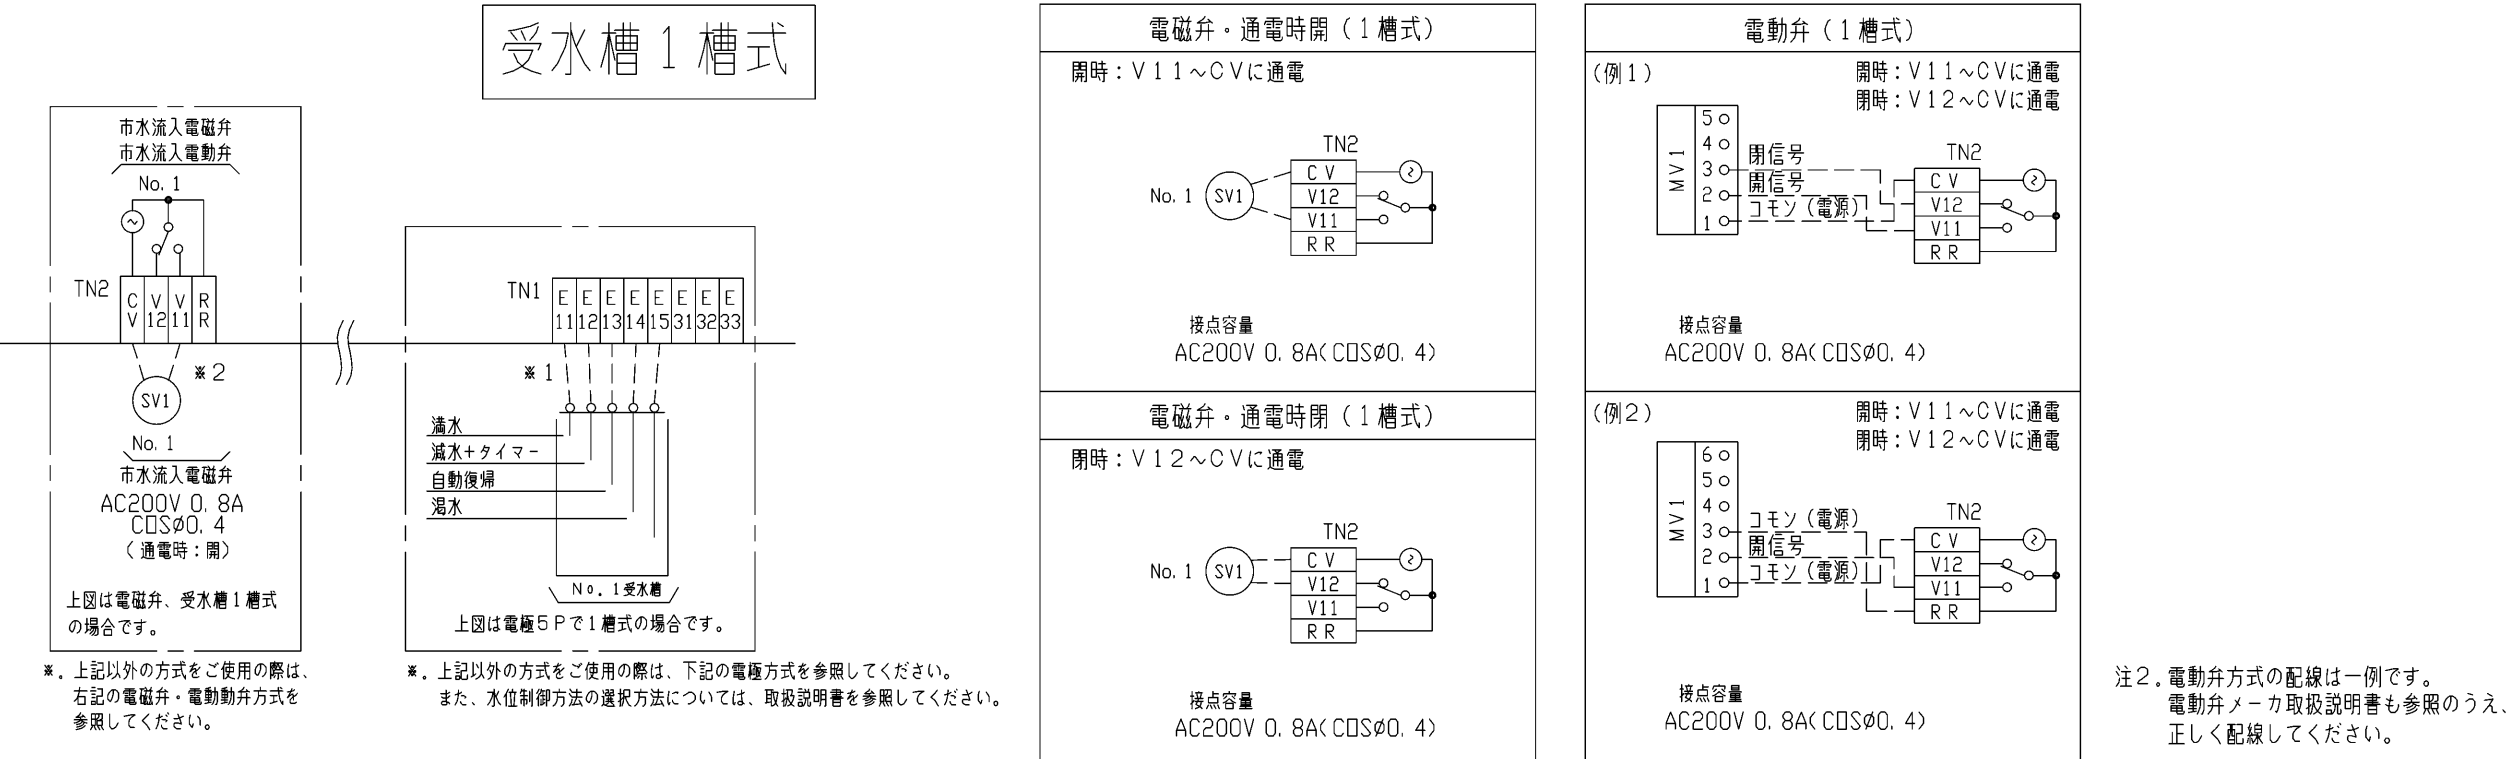 受水槽1槽式
市水流入電磁弁
市水流入電動弁
No. 1
TN2
CV
V12
V11
RR
※2
SV1
No. 1
市水流入電磁弁
AC200V 0. 8A
COSø0. 4
(通電時:開)
上図は電磁弁、受水槽1槽式
の場合です。
※. 上記以外の方式をご使用の際は、
右記の電磁弁・電動動弁方式を
参照してください。
TN1
E11 E12 E13 E14 E15 E31 E32 E33
※1
満水
減水+タイマー
自動復帰
渇水
No. 1受水槽
上図は電極5Pで1槽式の場合です。
※. 上記以外の方式をご使用の際は、下記の電極方式を参照してください。
また、水位制御方法の選択方法については、取扱説明書を参照してください。
電磁弁・通電時開(1槽式)
開時:V11~CVに通電
TN2
No. 1
SV1
CV
V12
V11
RR
接点容量
AC200V 0. 8A(COSø0. 4)
電磁弁・通電時閉(1槽式)
閉時:V12~CVに通電
TN2
No. 1
SV1
CV
V12
V11
RR
接点容量
AC200V 0. 8A(COSø0. 4)
電動弁(1槽式)
(例1)
開時:V11~CVに通電
閉時:V12~CVに通電
MV1
5
4
3
2
1
閉信号
開信号
コモン(電源)
TN2
CV
V12
V11
RR
接点容量
AC200V 0. 8A(COSø0. 4)
(例2)
開時:V11~CVに通電
閉時:V12~CVに通電
MV1
6
5
4
3
2
1
コモン(電源)
開信号
コモン(電源)
TN2
CV
V12
V11
RR
接点容量
AC200V 0. 8A(COSø0. 4)
注2. 電動弁方式の配線は一例です。
電動弁メーカ取扱説明書も参照のうえ、
正しく配線してください。